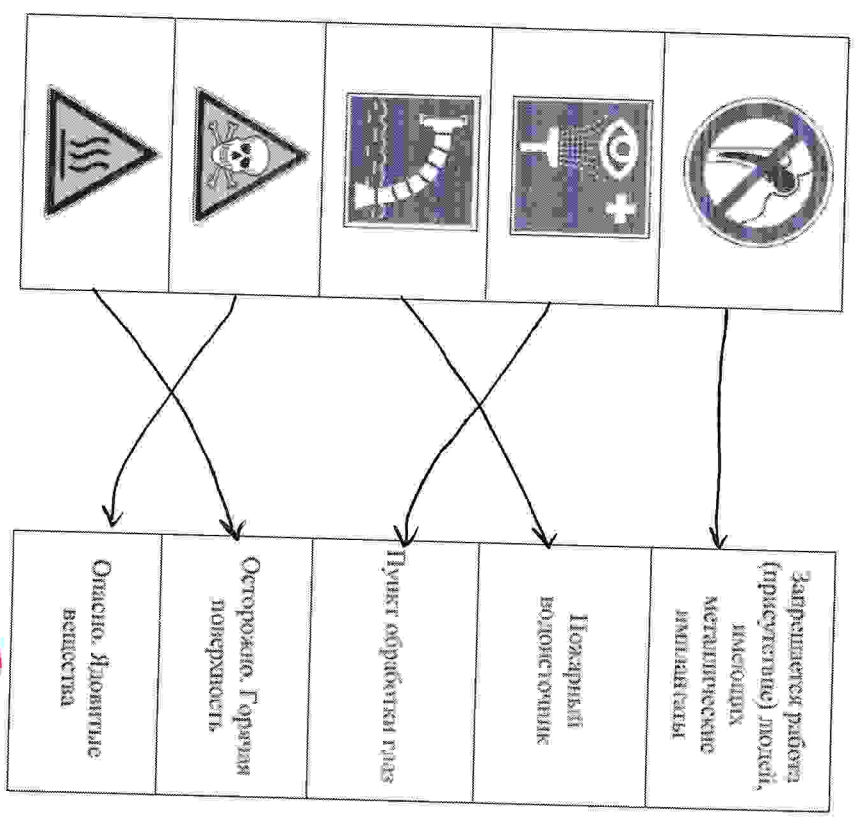 Запрещается работа
(присутствие) людей,
имеющих
металлические
имплантаты
Пожарный
водоисточник
Пункт обработки глаз
Осторожно. Горячая
поверхность
Опасно. Ядовитые
вещества